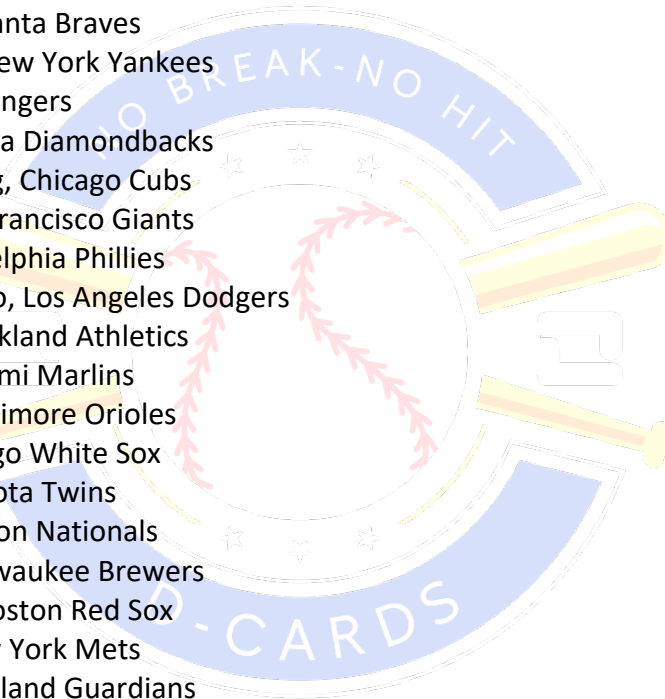 NO BREAK-NO HIT
anta Braves
ew York Yankees
ngers
a Diamondbacks
g, Chicago Cubs
rancisco Giants
elphia Phillies
o, Los Angeles Dodgers
kland Athletics
mi Marlins
imore Orioles
go White Sox
ota Twins
on Nationals
waukee Brewers
oston Red Sox
York Mets
land Guardians
D-CARDS